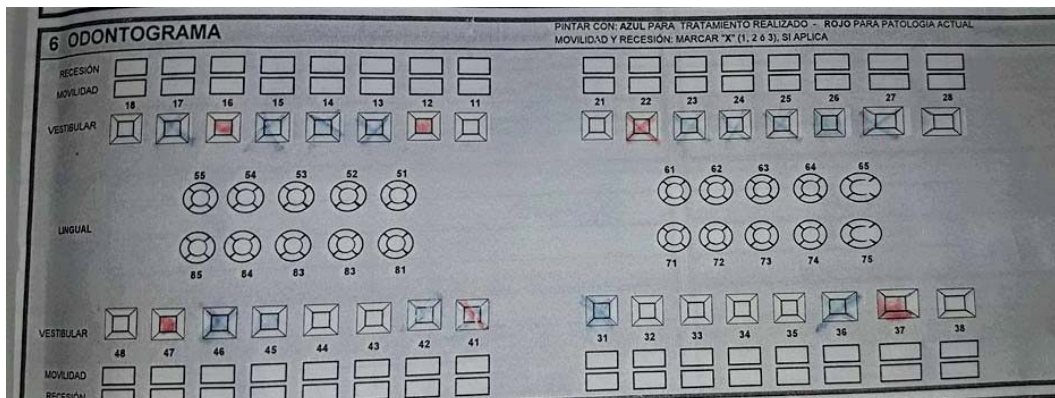 6 ODONTOGRAMA
PINTAR CON: AZUL PARA TRATAMIENTO REALIZADO - ROJO PARA PATOLOGIA ACTUAL
MOVILIDAD Y RECESIÓN: MARCAR "X" (1, 2 ó 3), SI APLICA
RECESIÓN
MOVILIDAD
18 17 16 15 14 13 12 11 21 22 23 24 25 26 27 28
VESTIBULAR
55 54 53 52 51 61 62 63 64 65
LINGUAL
85 84 83 83 81 71 72 73 74 75
VESTIBULAR
48 47 46 45 44 43 42 41 31 32 33 34 35 36 37 38
MOVILIDAD
RECESIÓN